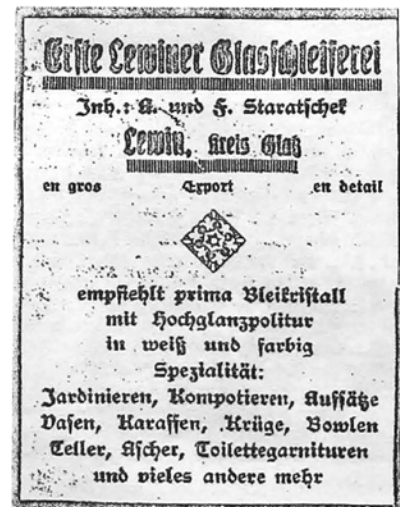 Erste Lewiner Glasschleiferei
Inh.: A. und F. Staratschek
Lewin, Kreis Glatz
en gros Export en detail
empfiehlt prima Bleikristall
mit Hochglanzpolitur
in weiß und farbig
Spezialität:
Jardinieren, Kompotieren, Aufsätze
Vasen, Karaffen, Krüge, Bowlen
Teller, Ascher, Toilettegarnituren
und vieles andere mehr